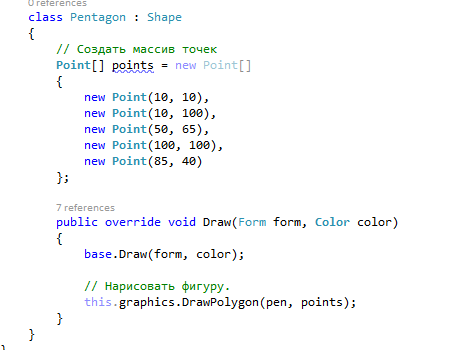 0 references
class Pentagon : Shape
{
// Создать массив точек
Point[] points = new Point[]
{
new Point(10, 10),
new Point(10, 100),
new Point(50, 65),
new Point(100, 100),
new Point(85, 40)
};
7 references
public override void Draw(Form form, Color color)
{
base.Draw(form, color);
// Нарисовать фигуру.
this.graphics.DrawPolygon(pen, points);
}
}
}